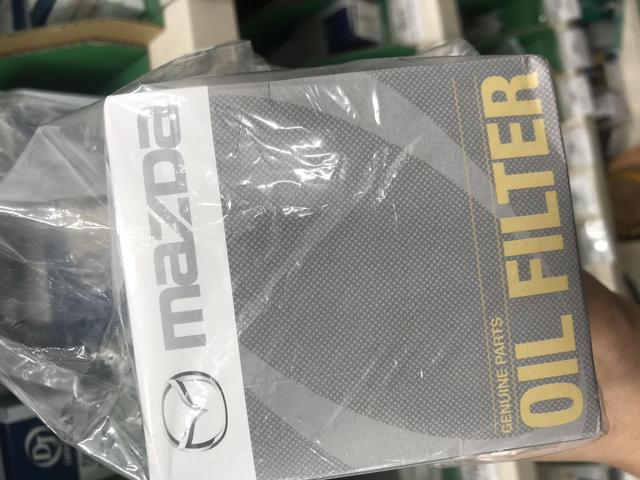 mazda
GENUINE PARTS
OIL FILTER